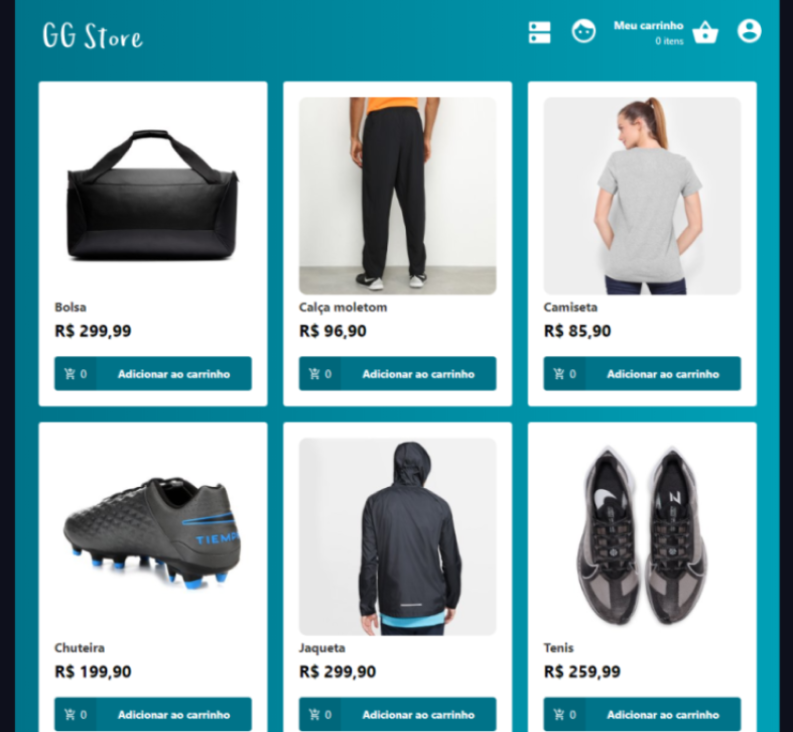 GG Store
Meu carrinho
0 itens
Bolsa
R$ 299,99
0 Adicionar ao carrinho
Calça moletom
R$ 96,90
0 Adicionar ao carrinho
Camiseta
R$ 85,90
0 Adicionar ao carrinho
TIEMP
Chuteira
R$ 199,90
0 Adicionar ao carrinho
Jaqueta
R$ 299,90
0 Adicionar ao carrinho
Tenis
R$ 259,99
0 Adicionar ao carrinho